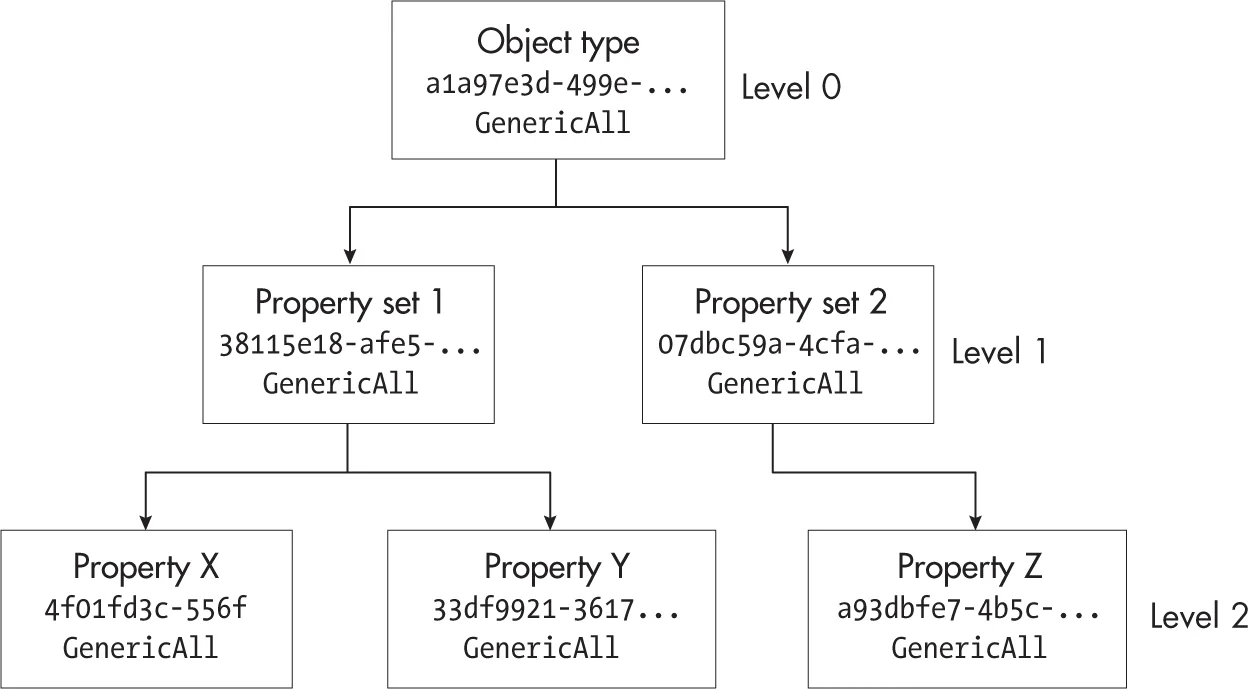 Object type
a1a97e3d-499e-...
GenericAll
Level 0
Property set 1
38115e18-afe5-...
GenericAll
Property set 2
07dbc59a-4cfa-...
GenericAll
Level 1
Property X
4f01fd3c-556f
GenericAll
Property Y
33df9921-3617...
GenericAll
Property Z
a93dbfe7-4b5c-...
GenericAll
Level 2